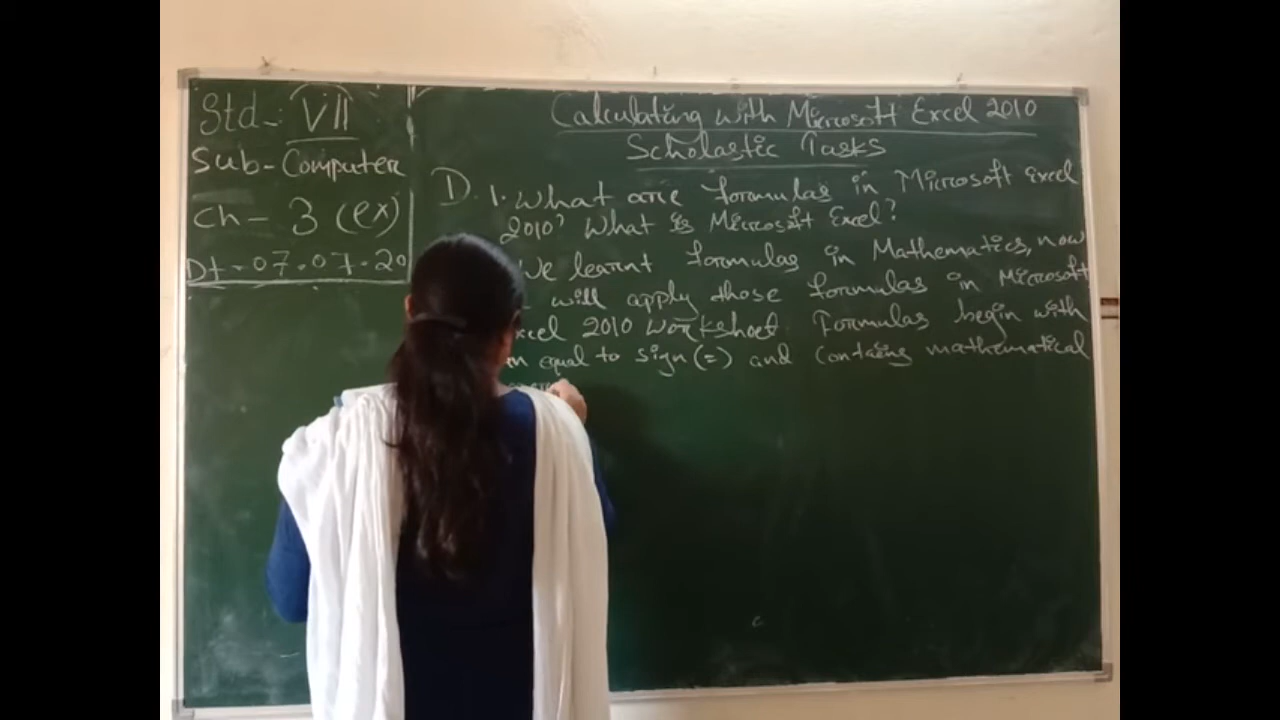 Std-: VII
Sub-Computer
Ch- 3 (ex)
Dt-07.07.20
Calculating with Microsoft Excel 2010
Scholastic Tasks
D. 1. What are formulas in Microsoft Excel
2010? What is Microsoft Excel?
We learnt formulas in Mathematics, now
will apply those formulas in Microsoft
xcel 2010 worksheet. Formulas begin with
an equal to sign (=) and contains mathematical